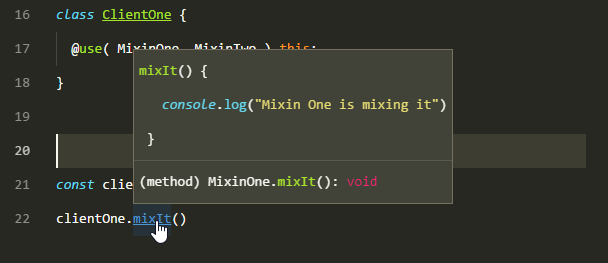 16 class ClientOne {
17 @use( MixinOne, MixinTwo ) this;
18 }
19
20
21 const clie
22 clientOne.mixIt()
mixIt() {
console.log("Mixin One is mixing it")
}
(method) MixinOne.mixIt(): void